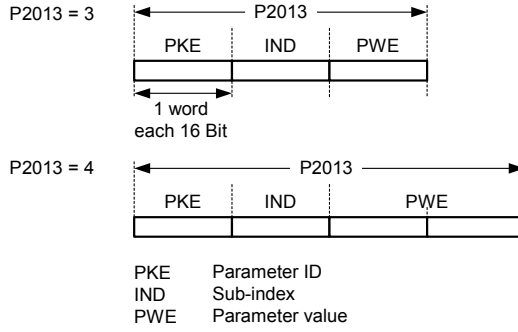 P2013 = 3
P2013
PKE IND PWE
1 word
each 16 Bit
P2013 = 4
P2013
PKE IND PWE
PKE Parameter ID
IND Sub-index
PWE Parameter value